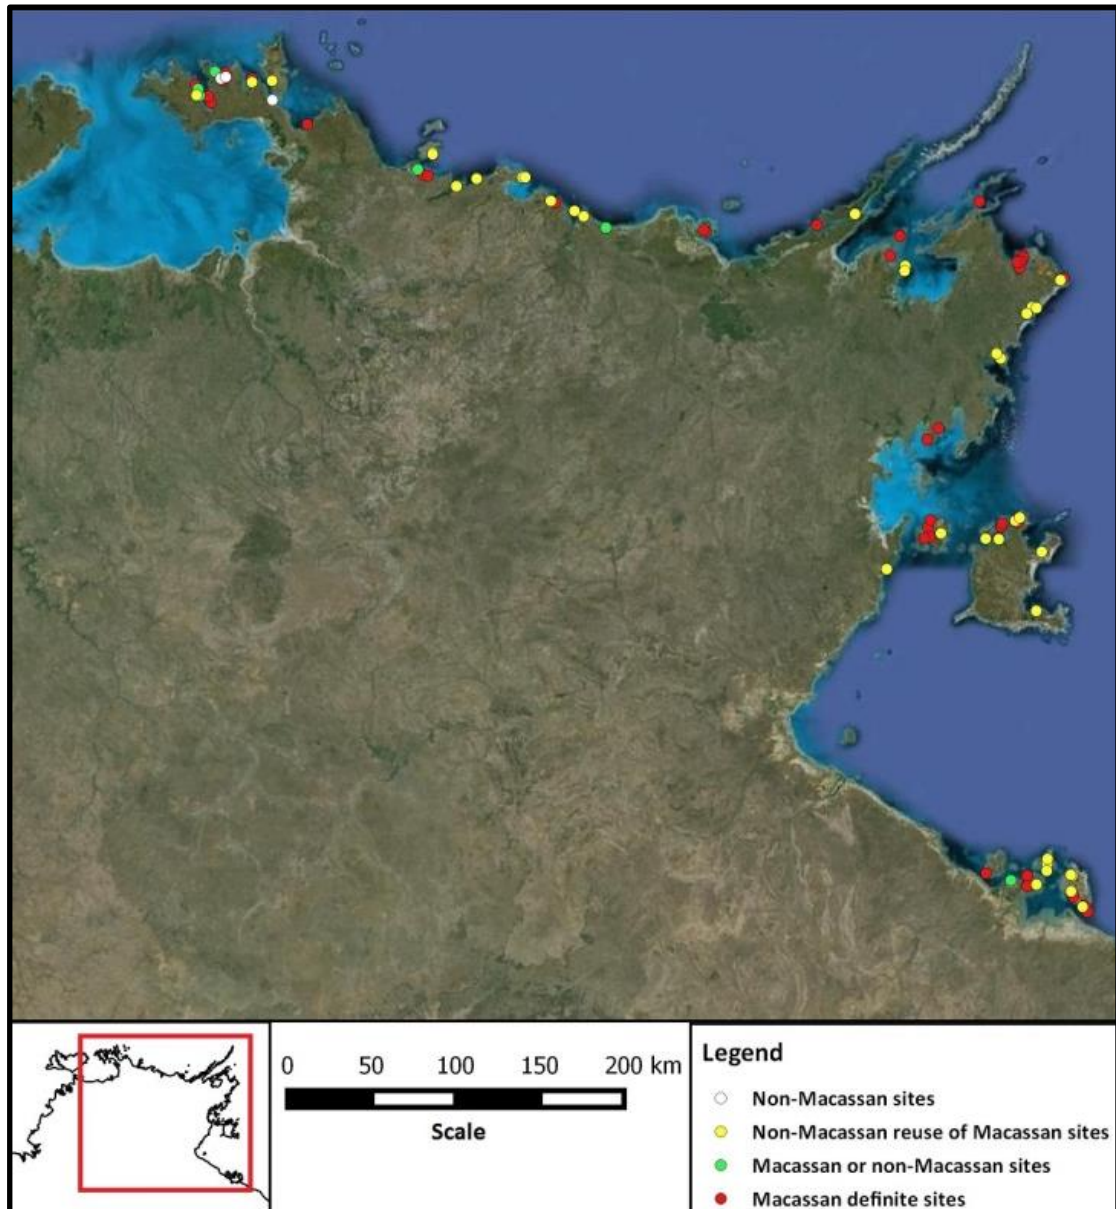 0 50 100 150 200 km
Scale
Legend
Non-Macassan sites
Non-Macassan reuse of Macassan sites
Macassan or non-Macassan sites
Macassan definite sites